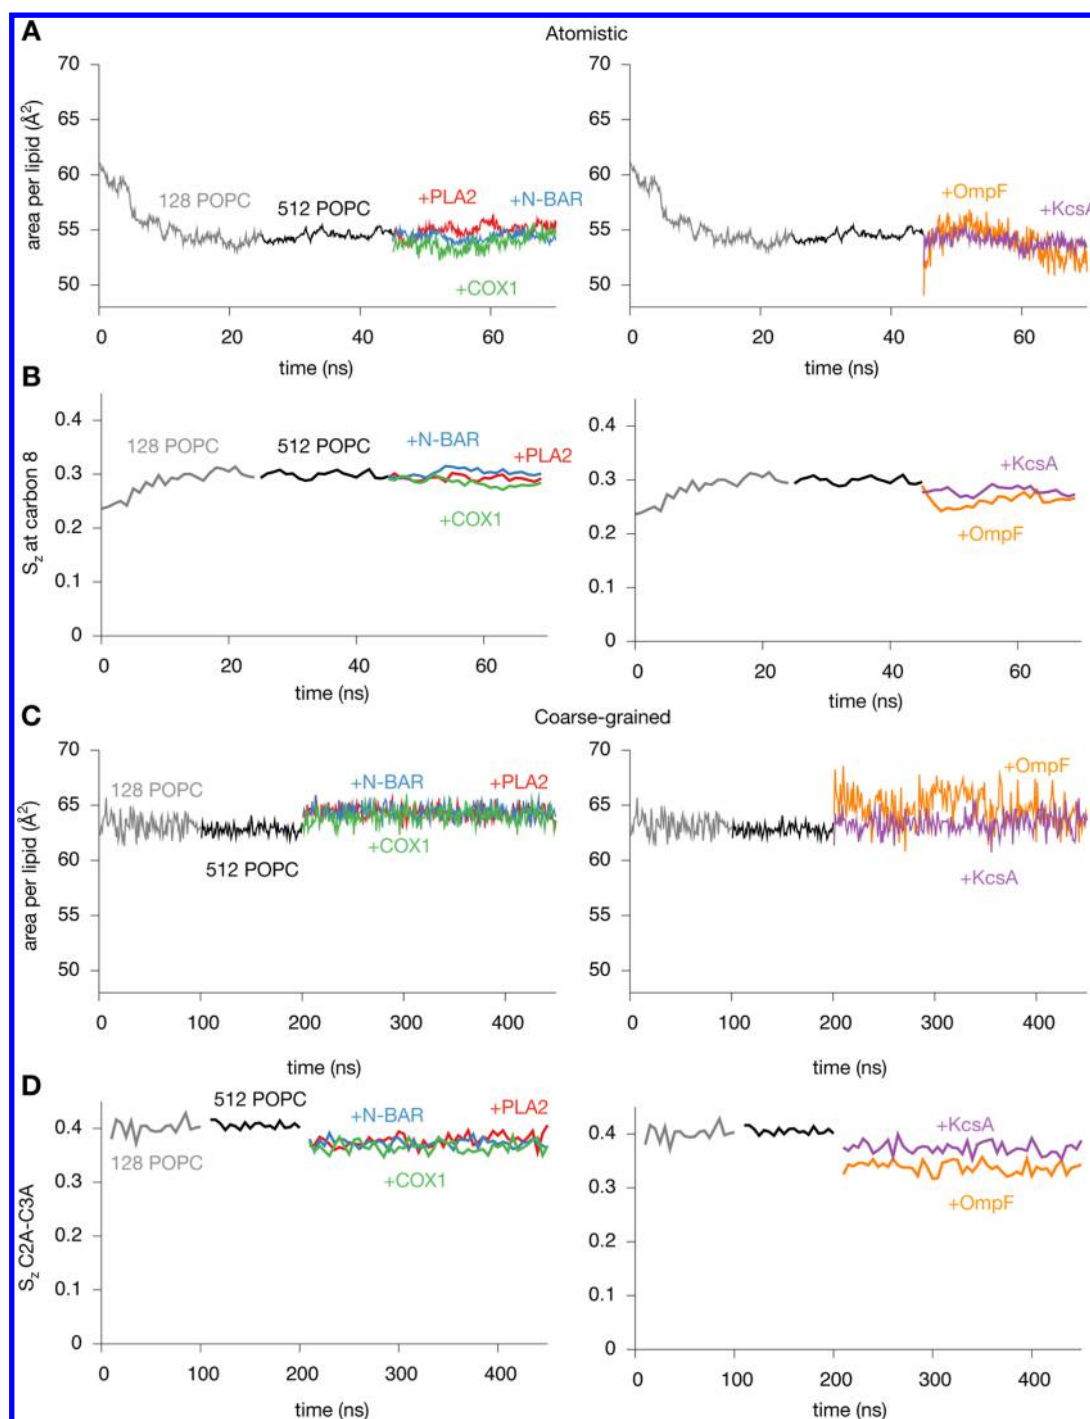 A
Atomistic
area per lipid (Å²)
70
65
60
55
50
128 POPC
512 POPC
+PLA2
+N-BAR
+COX1
0
20
40
60
time (ns)
70
65
60
55
50
+OmpF
+KcsA
0
20
40
60
time (ns)
B
S_z at carbon 8
0.4
0.3
0.2
0.1
0
128 POPC
512 POPC
+N-BAR
+PLA2
+COX1
0
20
40
60
time (ns)
0.4
0.3
0.2
0.1
0
+KcsA
+OmpF
0
20
40
60
time (ns)
C
Coarse-grained
area per lipid (Å²)
70
65
60
55
50
128 POPC
512 POPC
+N-BAR
+PLA2
+COX1
0
100
200
300
400
time (ns)
70
65
60
55
50
+OmpF
+KcsA
0
100
200
300
400
time (ns)
D
S_z C2A-C3A
0.4
0.3
0.2
0.1
0
128 POPC
512 POPC
+N-BAR
+PLA2
+COX1
0
100
200
300
400
time (ns)
0.4
0.3
0.2
0.1
0
+KcsA
+OmpF
0
100
200
300
400
time (ns)